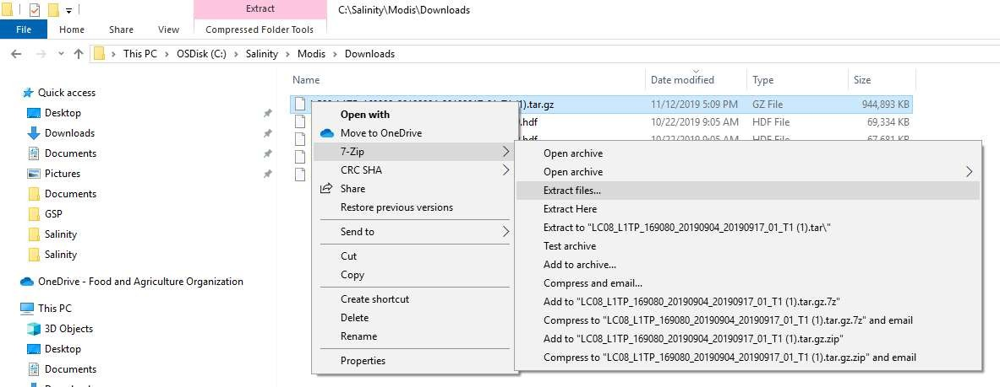 Extract
C:\Salinity\Modis\Downloads
File Home Share View Compressed Folder Tools
This PC OSDisk (C:) Salinity Modis Downloads
Name Date modified Type Size
Quick access
Desktop
Downloads
Documents
Pictures
Documents
GSP
Salinity
Salinity
OneDrive - Food and Agriculture Organization
This PC
3D Objects
Desktop
Documents
(1).tar.gz 11/12/2019 5:09 PM GZ File 944,893 KB
.hdf 10/22/2019 9:05 AM HDF File 69,334 KB
.hdf 10/22/2019 9:05 AM HDF File 67,681 KB
Open with
Move to OneDrive
7-Zip
CRC SHA
Share
Restore previous versions
Send to
Cut
Copy
Create shortcut
Delete
Rename
Properties
Open archive
Open archive
Extract files...
Extract Here
Extract to "LC08_L1TP_169080_20190904_20190917_01_T1 (1).tar\"
Test archive
Add to archive...
Compress and email...
Add to "LC08_L1TP_169080_20190904_20190917_01_T1 (1).tar.gz.7z"
Compress to "LC08_L1TP_169080_20190904_20190917_01_T1 (1).tar.gz.7z" and email
Add to "LC08_L1TP_169080_20190904_20190917_01_T1 (1).tar.gz.zip"
Compress to "LC08_L1TP_169080_20190904_20190917_01_T1 (1).tar.gz.zip" and email